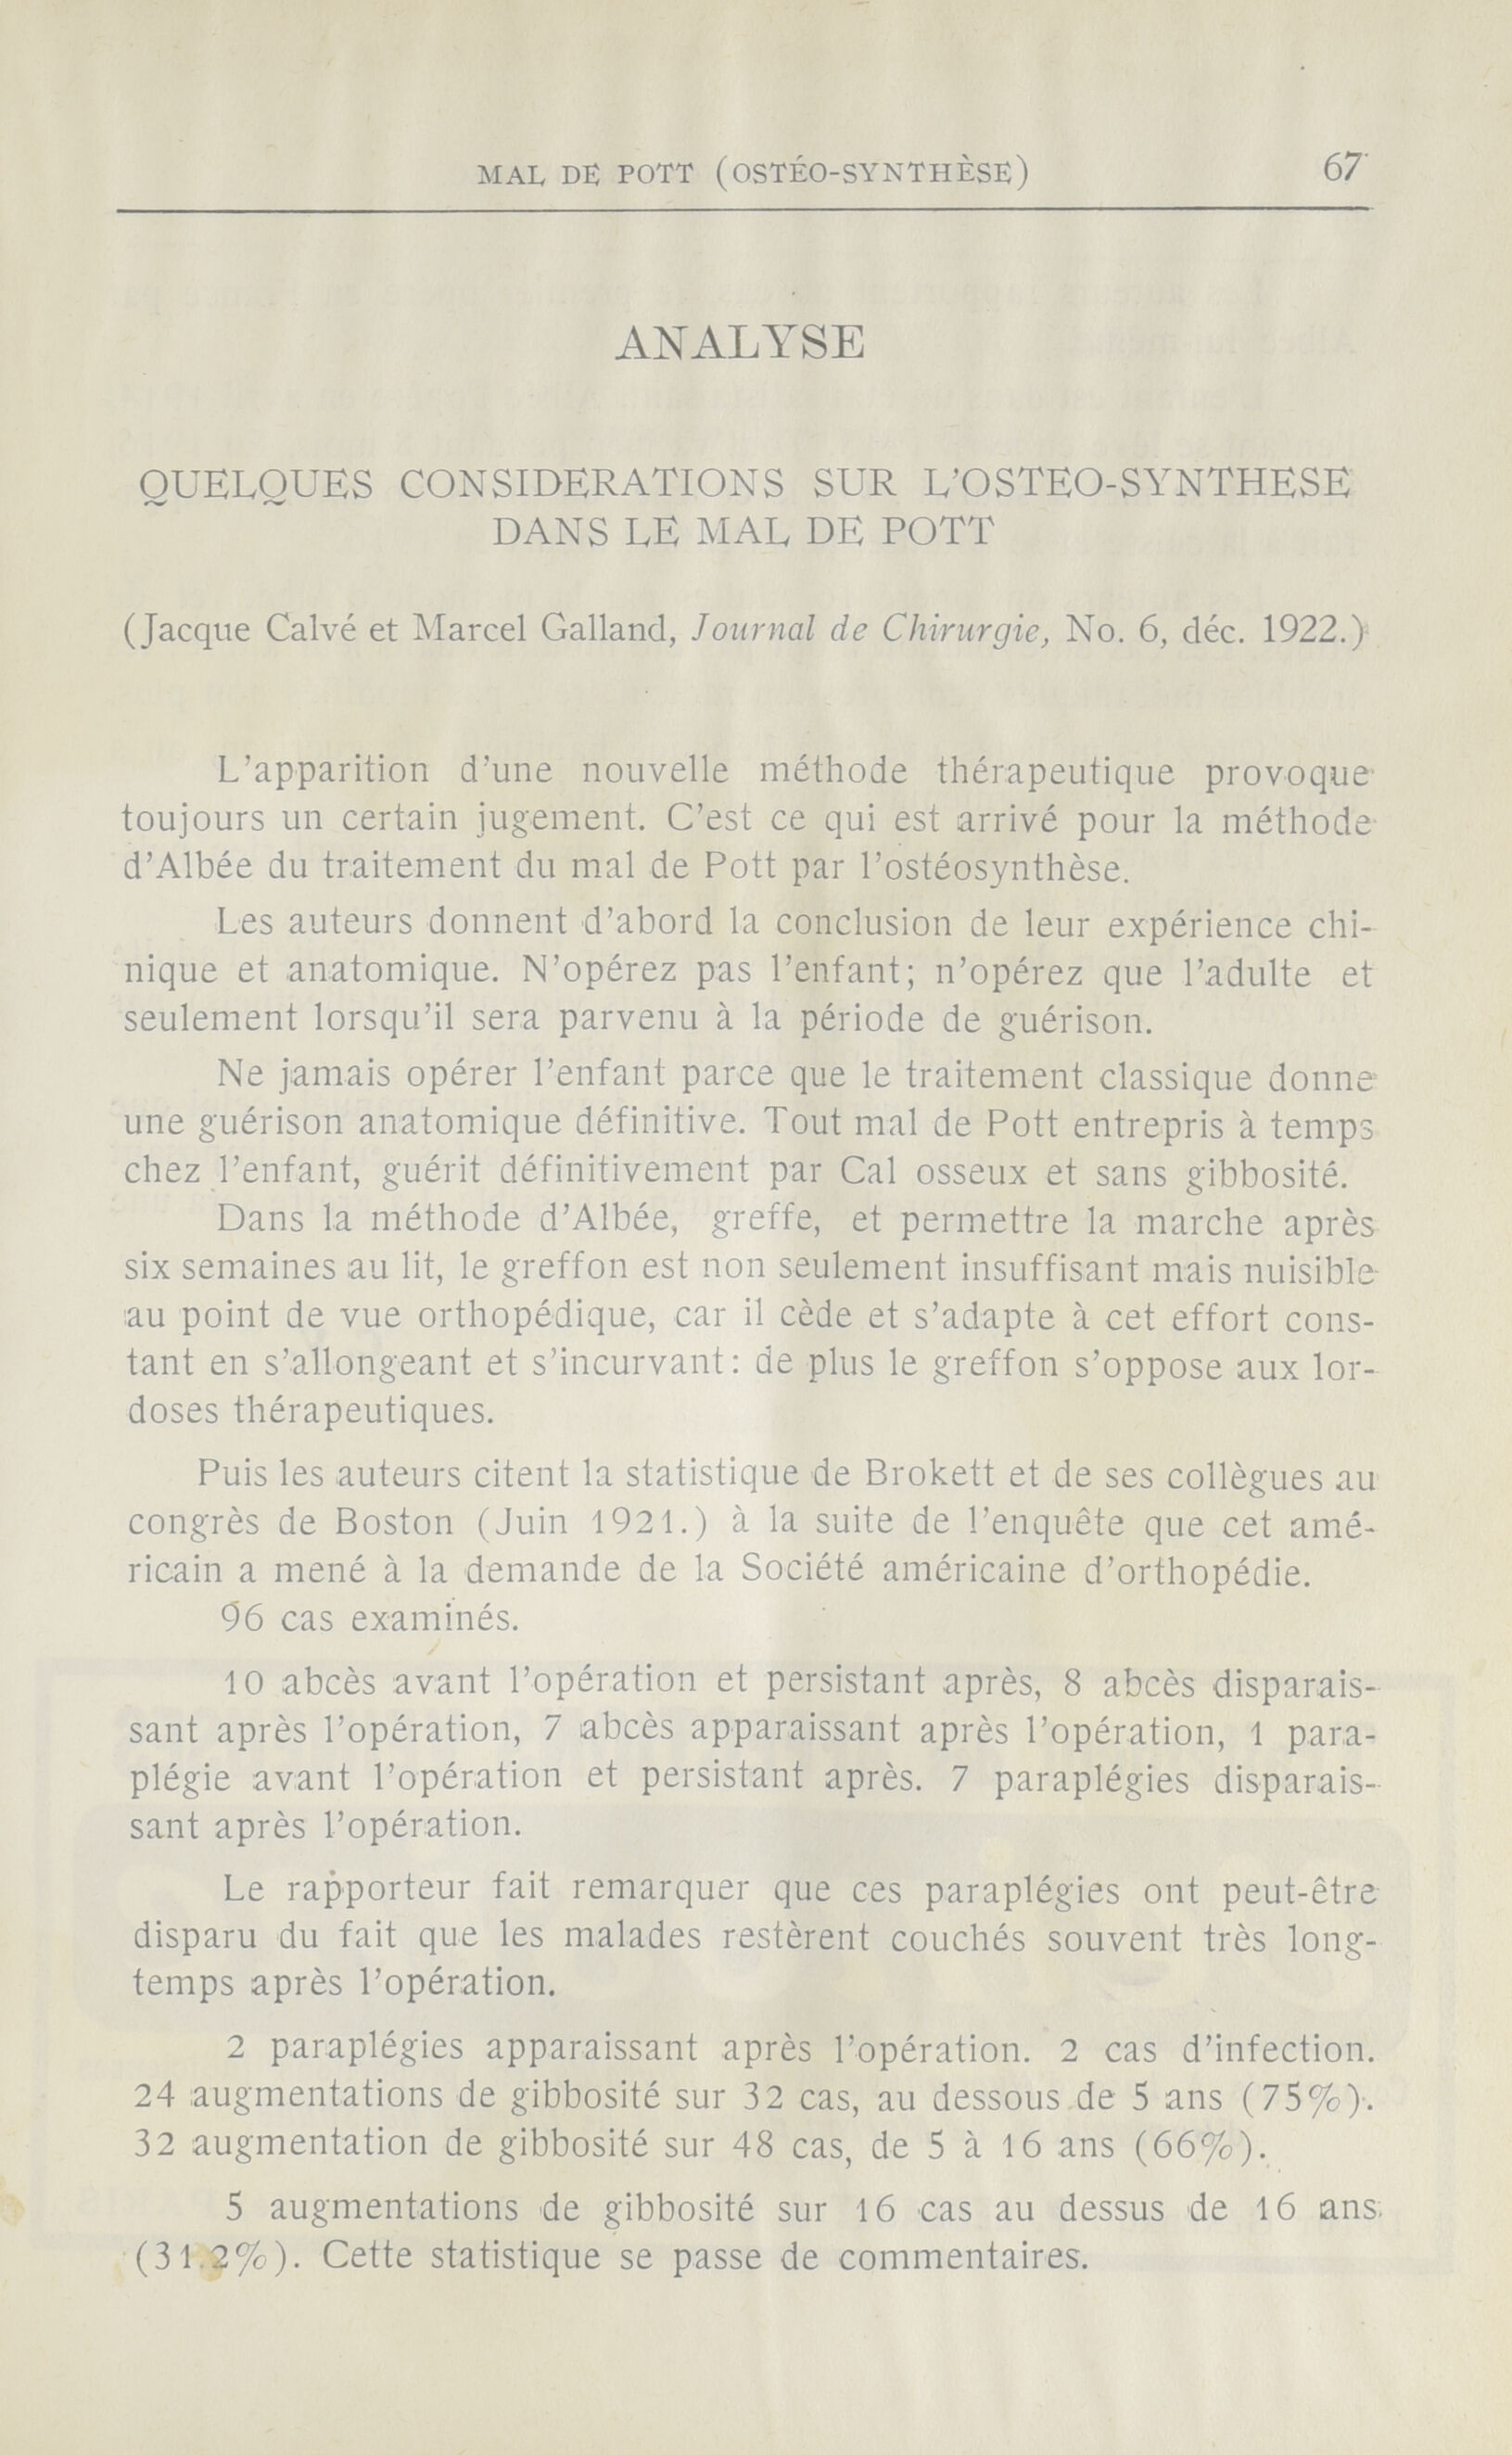 MAL DE POTT (OSTÉO-SYNTHÈSE) 67
ANALYSE
QUELQUES CONSIDERATIONS SUR L'OSTEO-SYNTHESE
DANS LE MAL DE POTT
(Jacque Calvé et Marcel Galland, Journal de Chirurgie, No. 6, déc. 1922.)
L'apparition d'une nouvelle méthode thérapeutique provoque
toujours un certain jugement. C'est ce qui est arrivé pour la méthode
d'Albée du traitement du mal de Pott par l'ostéosynthèse.
Les auteurs donnent d'abord la conclusion de leur expérience chi-
nique et anatomique. N'opérez pas l'enfant; n'opérez que l'adulte et
seulement lorsqu'il sera parvenu à la période de guérison.
Ne jamais opérer l'enfant parce que le traitement classique donne
une guérison anatomique définitive. Tout mal de Pott entrepris à temps
chez l'enfant, guérit définitivement par Cal osseux et sans gibbosité.
Dans la méthode d'Albée, greffe, et permettre la marche après
six semaines au lit, le greffon est non seulement insuffisant mais nuisible
au point de vue orthopédique, car il cède et s'adapte à cet effort cons-
tant en s'allongeant et s'incurvant: de plus le greffon s'oppose aux lor-
doses thérapeutiques.
Puis les auteurs citent la statistique de Brokett et de ses collègues au
congrès de Boston (Juin 1921.) à la suite de l'enquête que cet amé-
ricain a mené à la demande de la Société américaine d'orthopédie.
96 cas examinés.
10 abcès avant l'opération et persistant après, 8 abcès disparais-
sant après l'opération, 7 abcès apparaissant après l'opération, 1 para-
plégie avant l'opération et persistant après. 7 paraplégies disparais-
sant après l'opération.
Le rapporteur fait remarquer que ces paraplégies ont peut-être
disparu du fait que les malades restèrent couchés souvent très long-
temps après l'opération.
2 paraplégies apparaissant après l'opération. 2 cas d'infection.
24 augmentations de gibbosité sur 32 cas, au dessous de 5 ans (75%).
32 augmentation de gibbosité sur 48 cas, de 5 à 16 ans (66%).
5 augmentations de gibbosité sur 16 cas au dessus de 16 ans
(31.2%). Cette statistique se passe de commentaires.